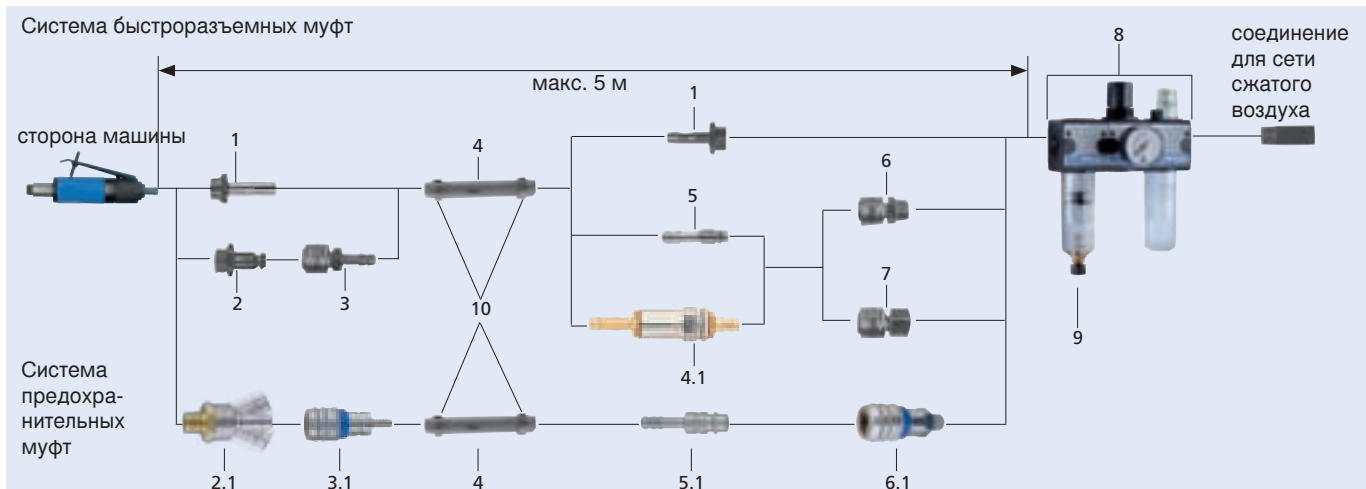 Система быстроразъемных муфт
8
соединение
для сети
сжатого
воздуха
макс. 5 м
сторона машины
1
1
4
5
6
2
3
10
7
9
4.1
Система
предохра-
нительных
муфт
2.1
3.1
4
5.1
6.1